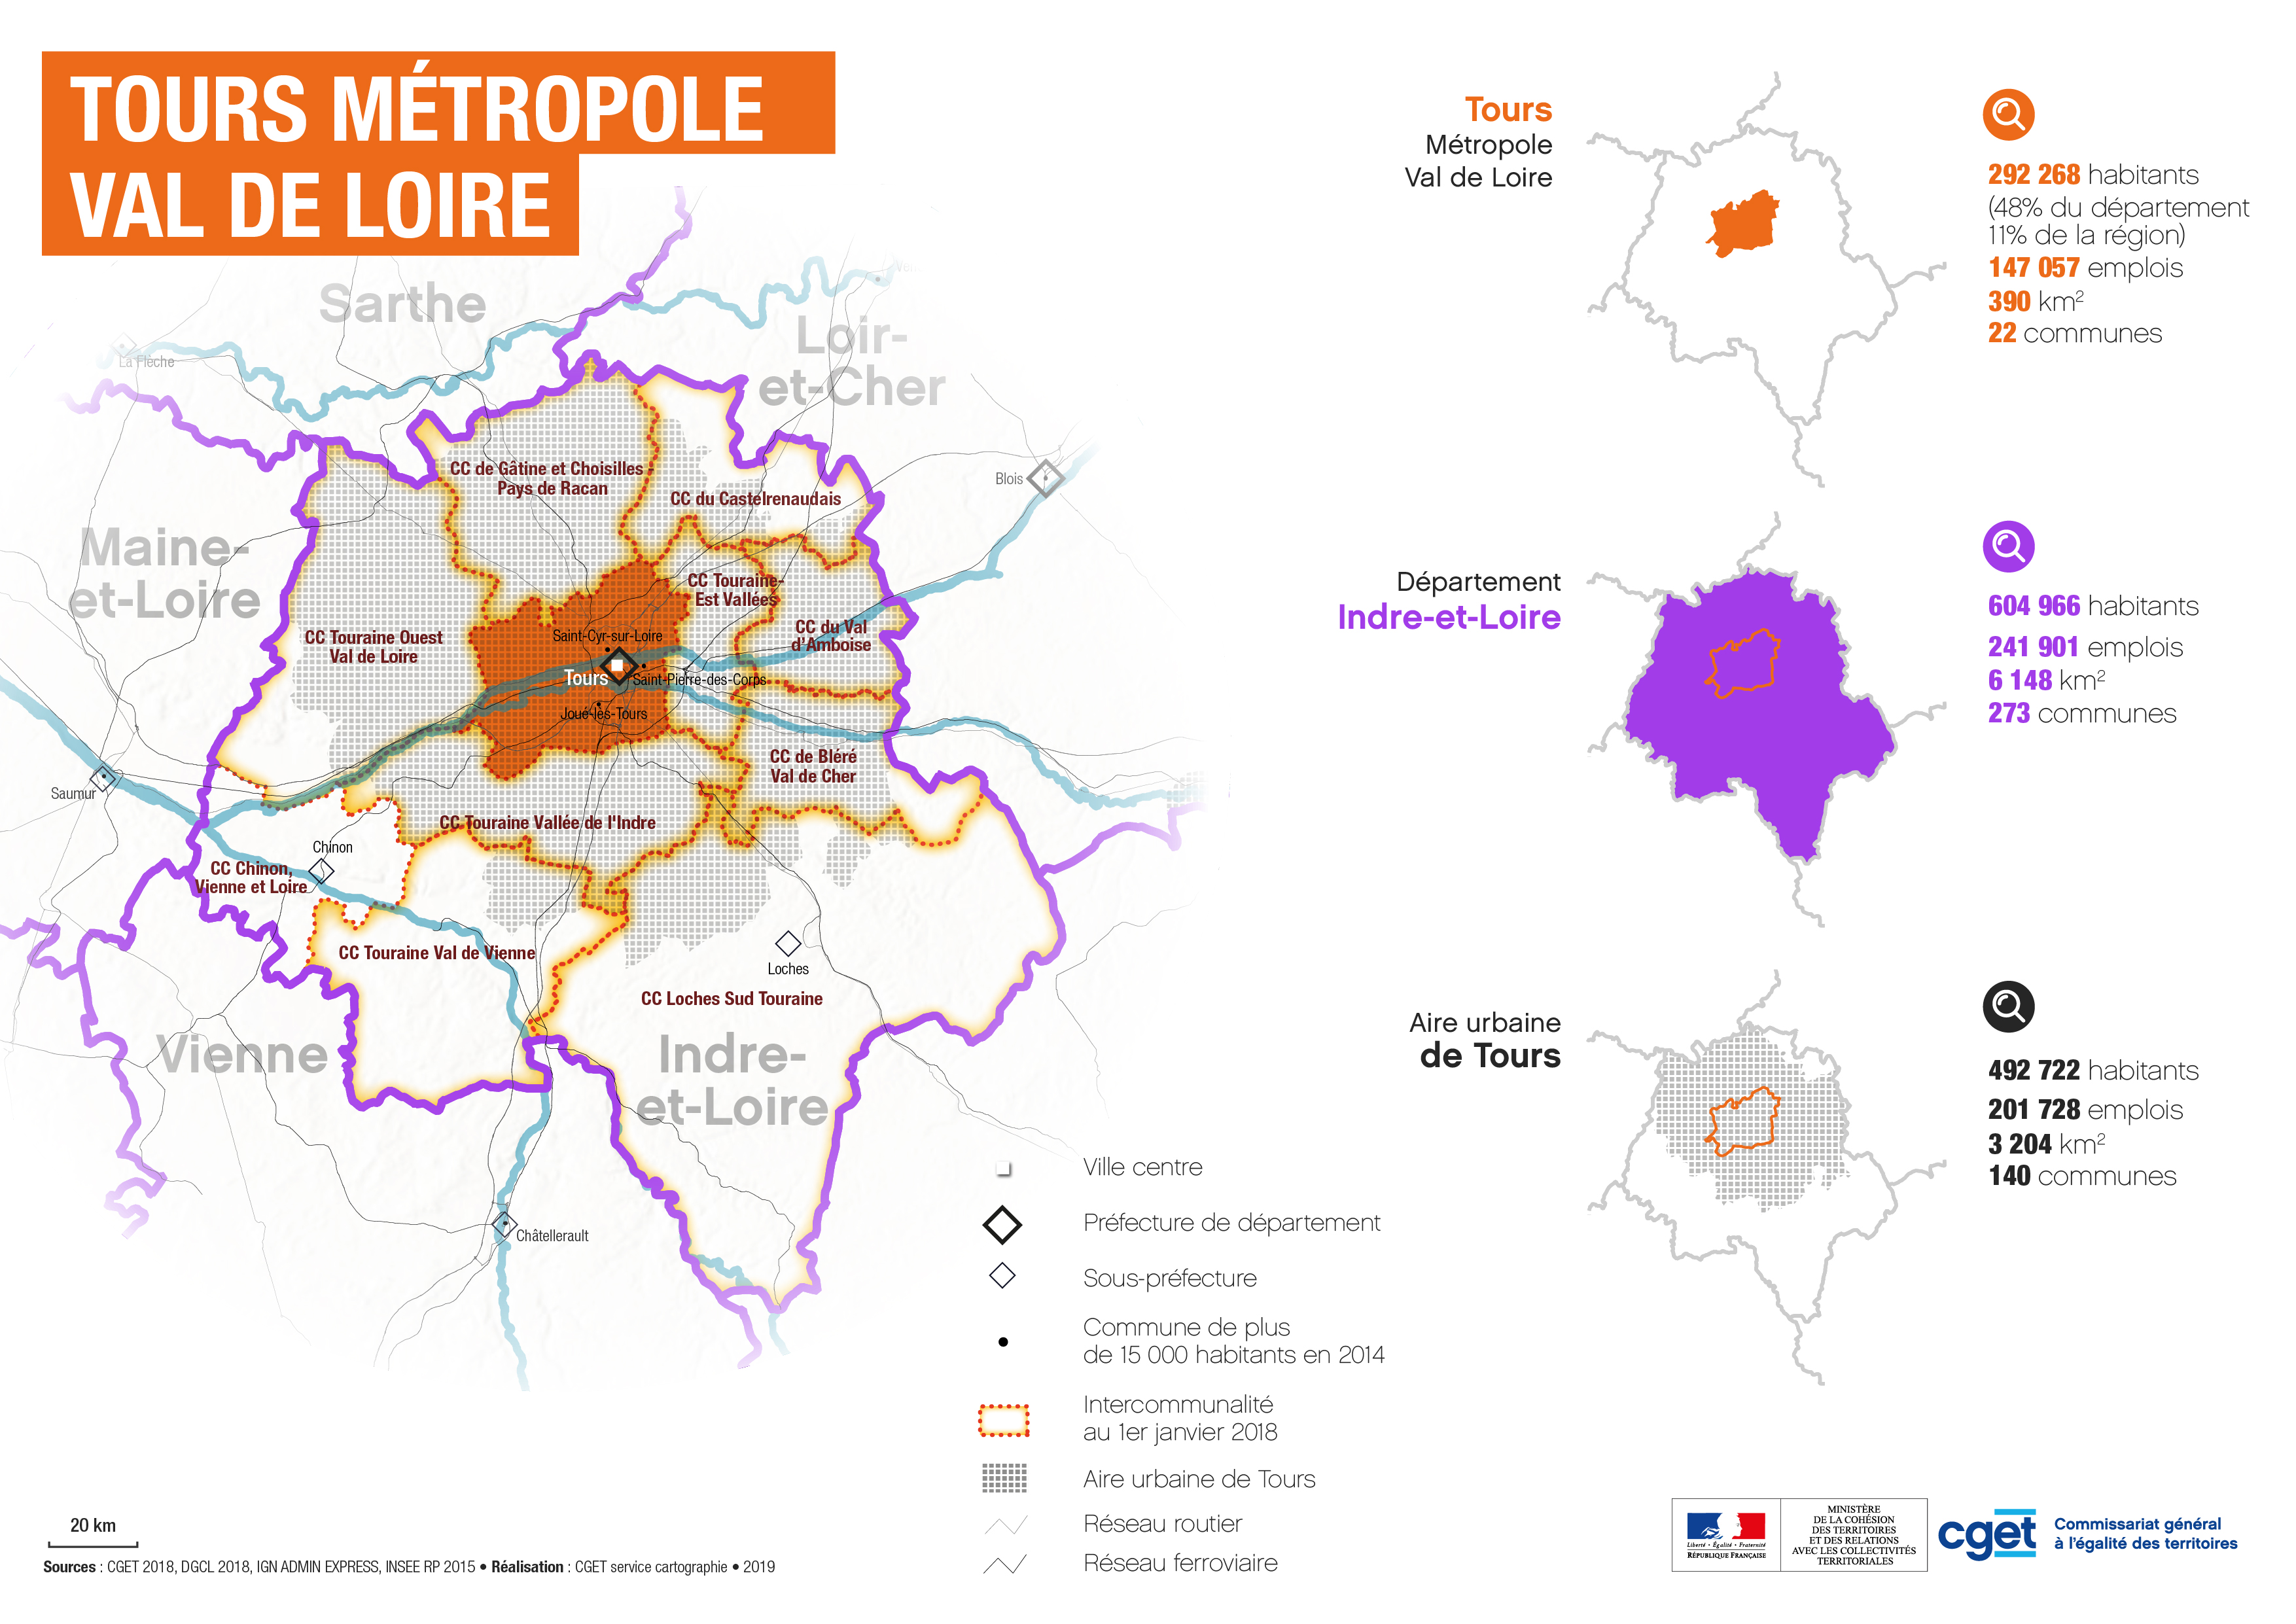 TOURS MÉTROPOLE
VAL DE LOIRE
Sarthe
Loir-
et-Cher
La Flèche
Maine-
et-Loire
Blois
CC de Gâtine et Choisilles -
Pays de Racan
CC du Castelrenaudais
CC Touraine-
Est Vallées
CC du Val
d'Amboise
CC Touraine Ouest
Val de Loire
Saint-Cyr-sur-Loire
Tours
Saint-Pierre-des-Corps
Joué-lès-Tours
CC de Bléré
Val de Cher
Saumur
CC Touraine Vallée de l'Indre
Chinon
CC Chinon,
Vienne et Loire
CC Touraine Val de Vienne
Loches
CC Loches Sud Touraine
Vienne
Indre-
et-Loire
Châtellerault
Ville centre
Préfecture de département
Sous-préfecture
Commune de plus
de 15 000 habitants en 2014
Intercommunalité
au 1er janvier 2018
Aire urbaine de Tours
Réseau routier
Réseau ferroviaire
20 km
Sources : CGET 2018, DGCL 2018, IGN ADMIN EXPRESS, INSEE RP 2015 • Réalisation : CGET service cartographie • 2019
Tours
Métropole
Val de Loire
292 268 habitants
(48% du département
11% de la région)
147 057 emplois
390 km²
22 communes
Département
Indre-et-Loire
604 966 habitants
241 901 emplois
6 148 km²
273 communes
Aire urbaine
de Tours
492 722 habitants
201 728 emplois
3 204 km²
140 communes
Liberté • Égalité • Fraternité
RÉPUBLIQUE FRANÇAISE
MINISTÈRE
DE LA COHÉSION
DES TERRITOIRES
ET DES RELATIONS
AVEC LES COLLECTIVITÉS
TERRITORIALES
cget
Commissariat général
à l'égalité des territoires